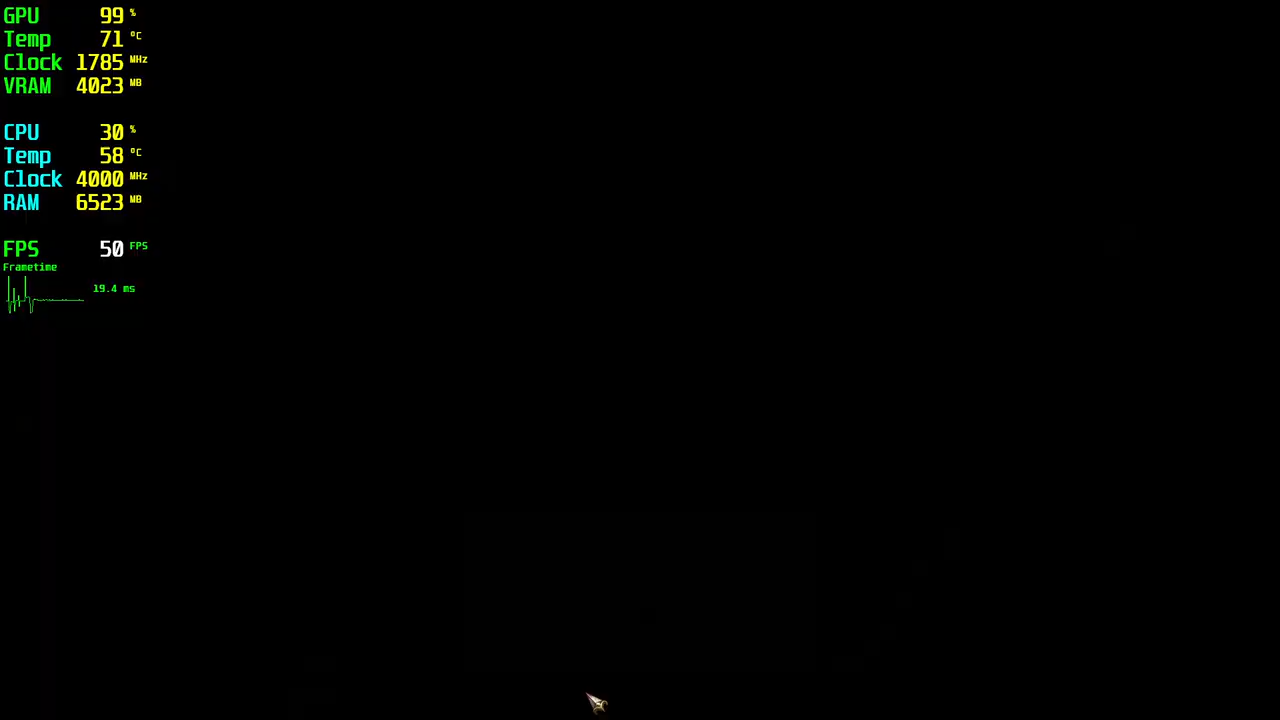 GPU 99 %
Temp 71 °C
Clock 1785 MHz
VRAM 4023 MB
CPU 30 %
Temp 58 °C
Clock 4000 MHz
RAM 6523 MB
FPS 50 FPS
Frametime
19.4 ms